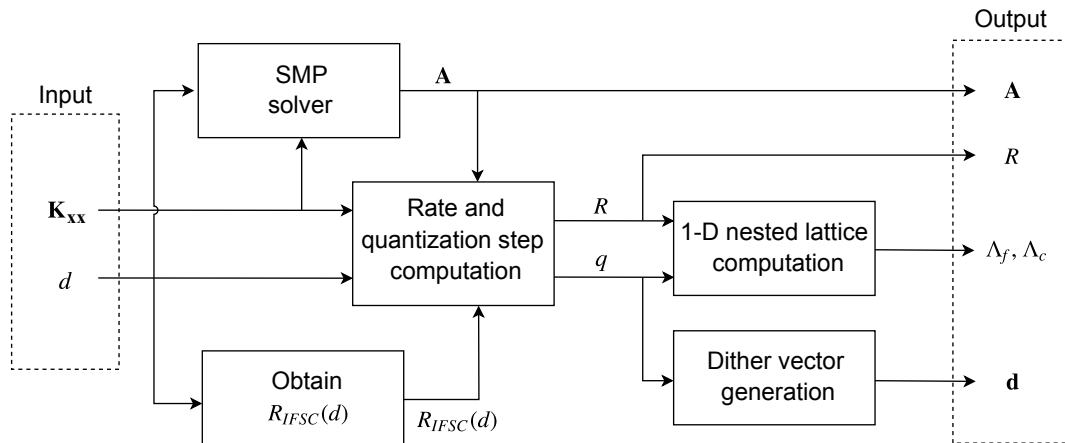 Output
Input
SMP
solver
A
A
R
K_xx
Rate and
quantization step
computation
R
1-D nested lattice
computation
Λ_f, Λ_c
d
q
Obtain
R_IFSC(d)
R_IFSC(d)
Dither vector
generation
d